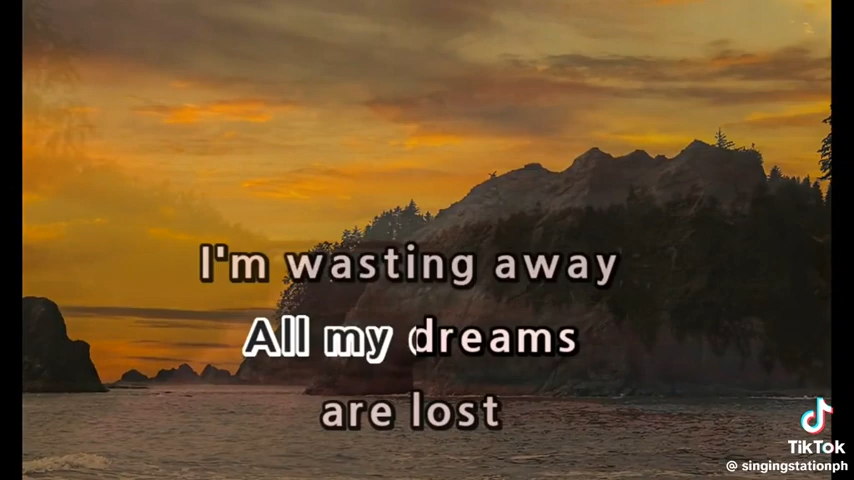 I'm wasting away
All my dreams
are lost
TikTok
@ singingstationph